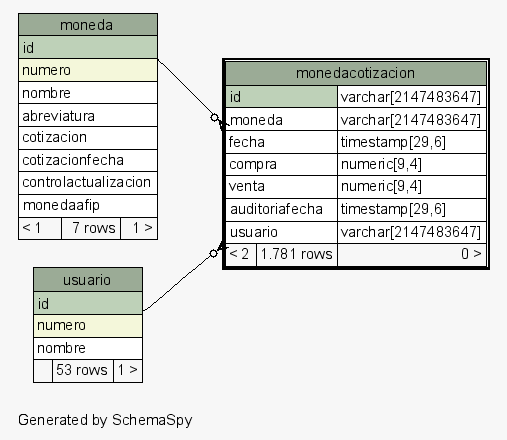 moneda
id
numero
nombre
abreviatura
cotizacion
cotizacionfecha
controlactualizacion
monedaafip
< 1 7 rows 1 >
monedacotizacion
id varchar[2147483647]
moneda varchar[2147483647]
fecha timestamp[29,6]
compra numeric[9,4]
venta numeric[9,4]
auditoriafecha timestamp[29,6]
usuario varchar[2147483647]
< 2 1.781 rows 0 >
usuario
id
numero
nombre
53 rows 1 >
Generated by SchemaSpy